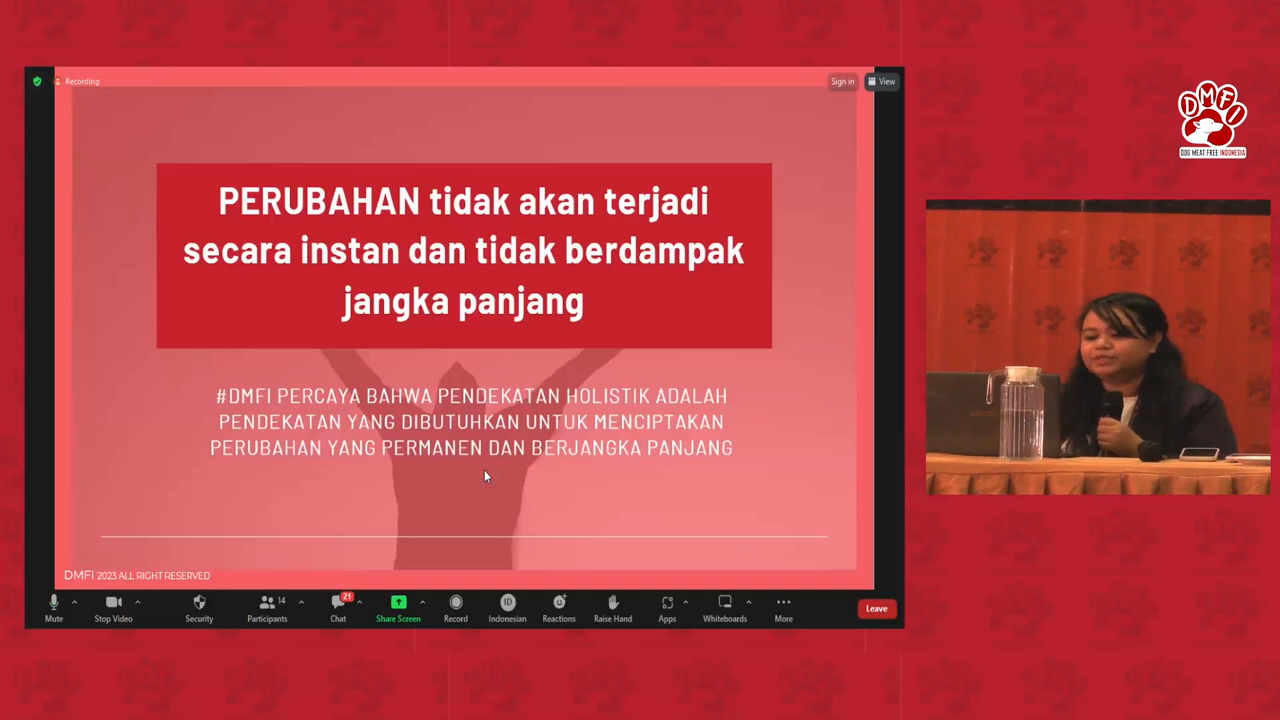 Recording
Sign in
View
PERUBAHAN tidak akan terjadi
secara instan dan tidak berdampak
jangka panjang
#DMFI PERCAYA BAHWA PENDEKATAN HOLISTIK ADALAH
PENDEKATAN YANG DIBUTUHKAN UNTUK MENCIPTAKAN
PERUBAHAN YANG PERMANEN DAN BERJANGKA PANJANG
DMFI 2023 ALL RIGHT RESERVED
14
21
ID
Mute
Stop Video
Security
Participants
Chat
Share Screen
Record
Indonesian
Reactions
Raise Hand
Apps
Whiteboards
More
Leave
DMFI
DOG MEAT FREE INDONESIA